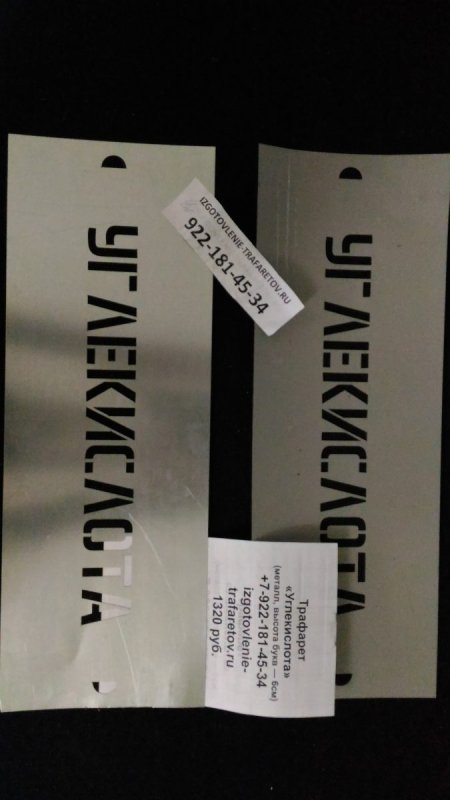 УГЛЕКИСЛОТА
IZGOTOVLENIE-TRAFARETOV.RU
922-181-45-34
УГЛЕКИСЛОТА
Трафарет
«Углекислота»
(металл, высота букв — 6см)
+7-922-181-45-34
izgotovlenie-
trafaretov.ru
1320 руб.